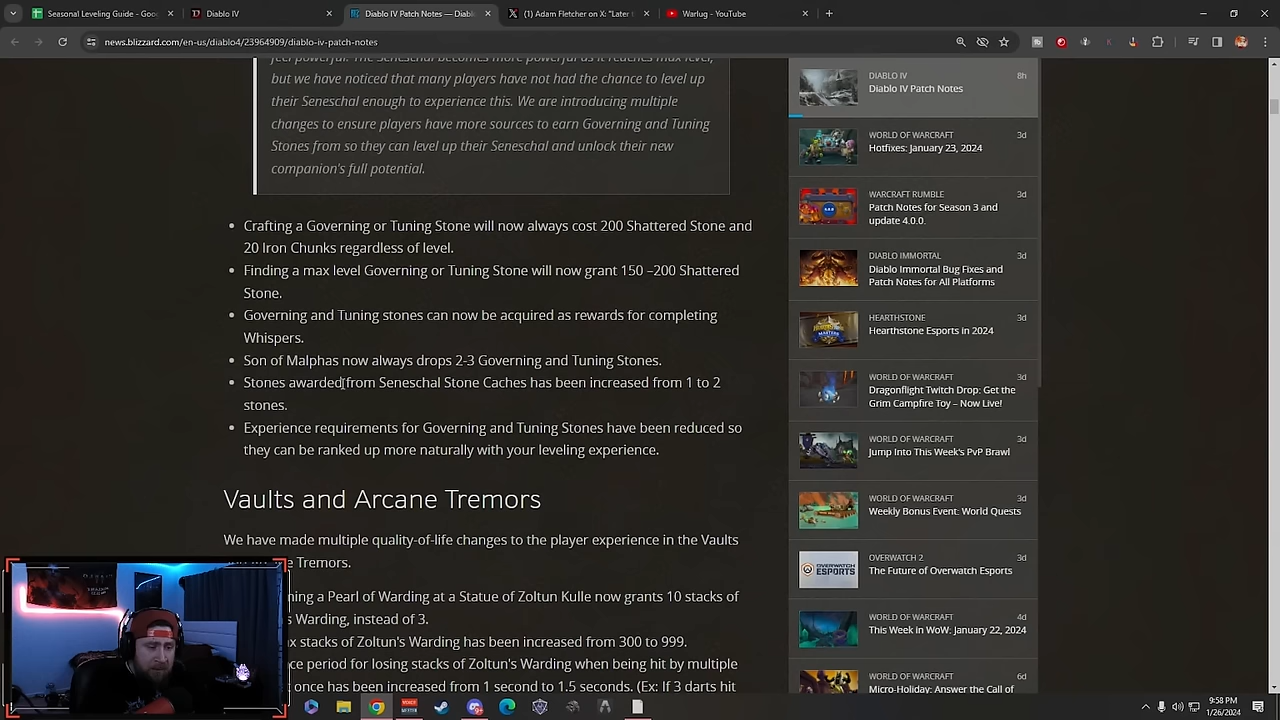 Seasonal Leveling Guide - Goo
Diablo IV
Diablo IV Patch Notes — Diabl
(1) Adam Fletcher on X: "Later t
Warlug - YouTube
news.blizzard.com/en-us/diablo4/23964909/diablo-iv-patch-notes
feel powerful. The Seneschal becomes more powerful as it reaches max level,
but we have noticed that many players have not had the chance to level up
their Seneschal enough to experience this. We are introducing multiple
changes to ensure players have more sources to earn Governing and Tuning
Stones from so they can level up their Seneschal and unlock their new
companion's full potential.
Crafting a Governing or Tuning Stone will now always cost 200 Shattered Stone and
20 Iron Chunks regardless of level.
Finding a max level Governing or Tuning Stone will now grant 150 –200 Shattered
Stone.
Governing and Tuning stones can now be acquired as rewards for completing
Whispers.
Son of Malphas now always drops 2-3 Governing and Tuning Stones.
Stones awarded from Seneschal Stone Caches has been increased from 1 to 2
stones.
Experience requirements for Governing and Tuning Stones have been reduced so
they can be ranked up more naturally with your leveling experience.
Vaults and Arcane Tremors
We have made multiple quality-of-life changes to the player experience in the Vaults
Tremors.
ning a Pearl of Warding at a Statue of Zoltun Kulle now grants 10 stacks of
Warding, instead of 3.
x stacks of Zoltun's Warding has been increased from 300 to 999.
ce period for losing stacks of Zoltun's Warding when being hit by multiple
t once has been increased from 1 second to 1.5 seconds. (Ex: If 3 darts hit
DIABLO IV 8h
Diablo IV Patch Notes
WORLD OF WARCRAFT 3d
Hotfixes: January 23, 2024
WARCRAFT RUMBLE 3d
Patch Notes for Season 3 and
update 4.0.0.
DIABLO IMMORTAL 3d
Diablo Immortal Bug Fixes and
Patch Notes for All Platforms
HEARTHSTONE 3d
Hearthstone Esports in 2024
WORLD OF WARCRAFT 3d
Dragonflight Twitch Drop: Get the
Grim Campfire Toy – Now Live!
WORLD OF WARCRAFT 3d
Jump Into This Week's PvP Brawl
WORLD OF WARCRAFT 3d
Weekly Bonus Event: World Quests
OVERWATCH 2 3d
The Future of Overwatch Esports
WORLD OF WARCRAFT 4d
This Week in WoW: January 22, 2024
WORLD OF WARCRAFT 6d
Micro-Holiday: Answer the Call of
9:58 PM
1/26/2024